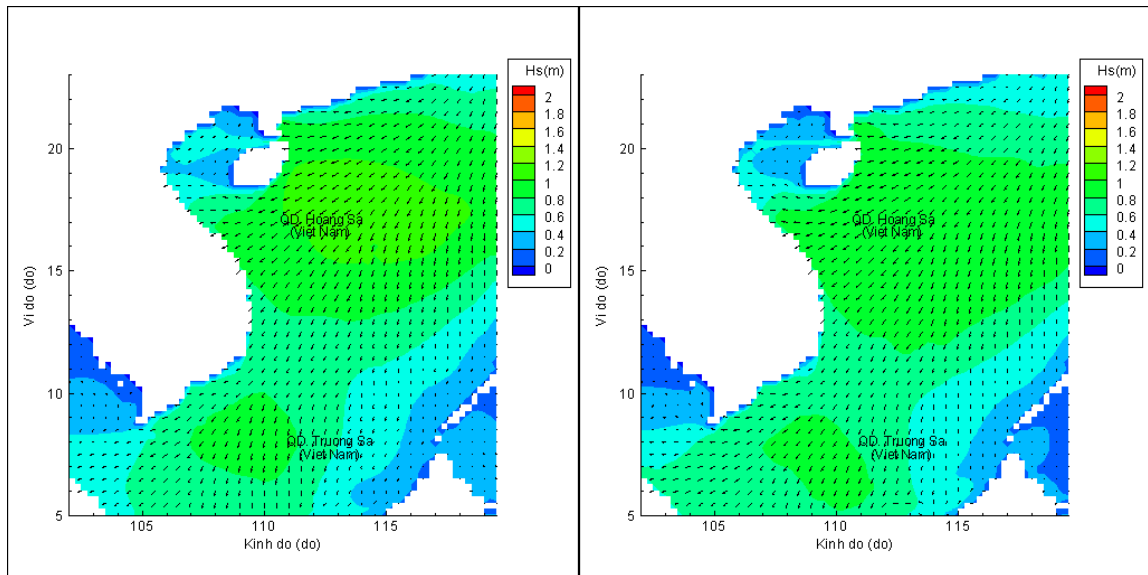 Hs(m)
2
1.8
1.6
1.4
1.2
1
0.8
0.6
0.4
0.2
0
20
15
10
5
Vi do (do)
QD. Hoang Sa
(Viet Nam)
QD. Truong Sa
(Viet Nam)
105
110
115
Kinh do (do)
Hs(m)
2
1.8
1.6
1.4
1.2
1
0.8
0.6
0.4
0.2
0
20
15
10
5
Vi do (do)
QD. Hoang Sa
(Viet Nam)
QD. Truong Sa
(Viet Nam)
105
110
115
Kinh do (do)